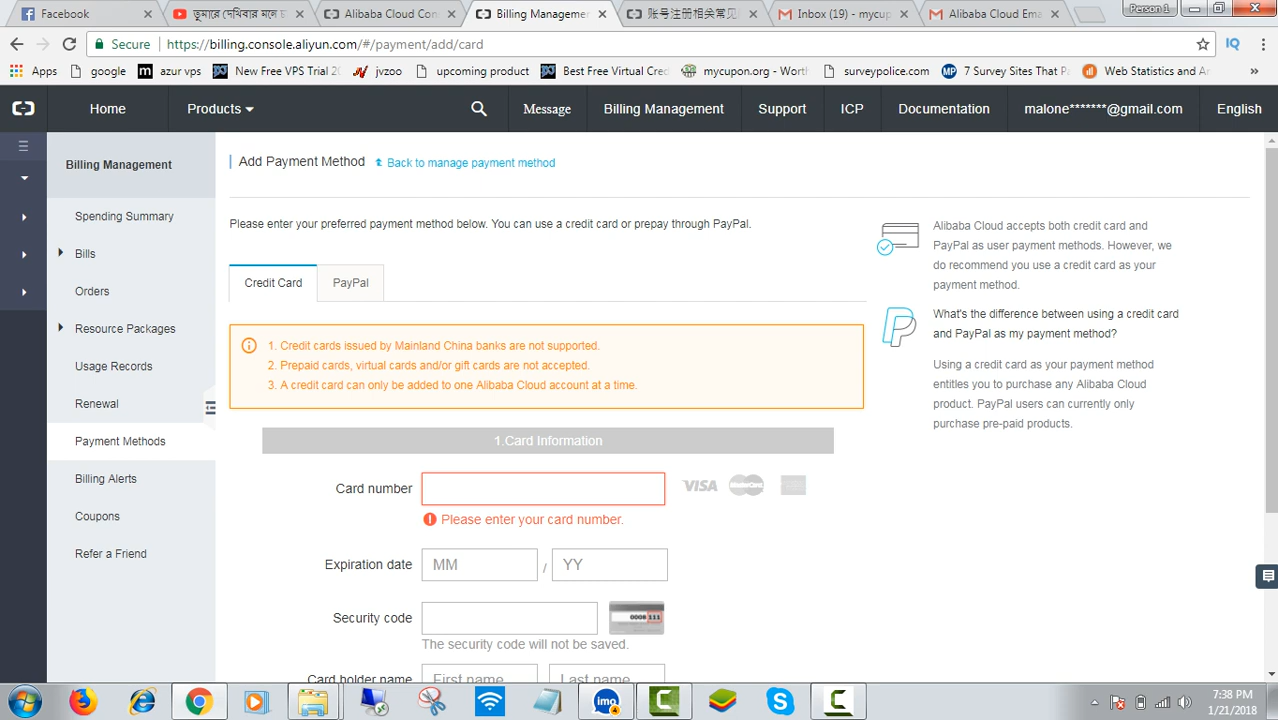 Person 1
Facebook
তুমারে দেখিবার মনে চ
Alibaba Cloud Con
Billing Manageme
账号注册相关常见
Inbox (19) - mycup
Alibaba Cloud Ema
Secure
https://billing.console.aliyun.com/#/payment/add/card
IQ
Apps
google
azur vps
New Free VPS Trial 20
jvzoo
upcoming product
Best Free Virtual Cred
mycupon.org - Worth
surveypolice.com
7 Survey Sites That Pa
Web Statistics and An
»
Home
Products
Message
Billing Management
Support
ICP
Documentation
malone*******@gmail.com
English
Billing Management
Spending Summary
Bills
Orders
Resource Packages
Usage Records
Renewal
Payment Methods
Billing Alerts
Coupons
Refer a Friend
Add Payment Method
Back to manage payment method
Please enter your preferred payment method below. You can use a credit card or prepay through PayPal.
Credit Card
PayPal
1. Credit cards issued by Mainland China banks are not supported.
2. Prepaid cards, virtual cards and/or gift cards are not accepted.
3. A credit card can only be added to one Alibaba Cloud account at a time.
1.Card Information
Card number
VISA
MasterCard
Please enter your card number.
Expiration date
MM
/
YY
Security code
0008 111
The security code will not be saved.
Card holder name
First name
Last name
Alibaba Cloud accepts both credit card and
PayPal as user payment methods. However, we
do recommend you use a credit card as your
payment method.
What's the difference between using a credit card
and PayPal as my payment method?
Using a credit card as your payment method
entitles you to purchase any Alibaba Cloud
product. PayPal users can currently only
purchase pre-paid products.
imo
4
7:38 PM
1/21/2018